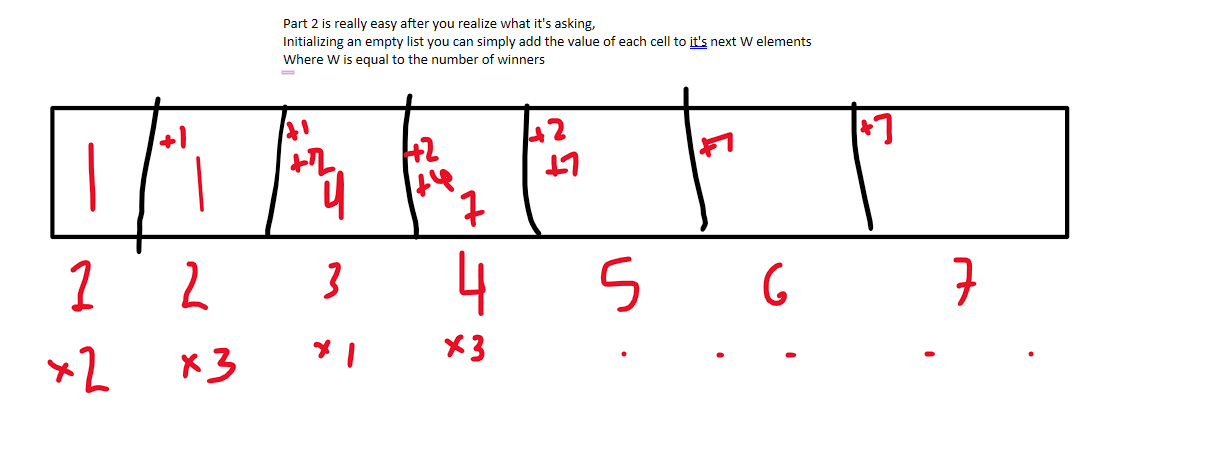 Part 2 is really easy after you realize what it's asking,
Initializing an empty list you can simply add the value of each cell to it's next W elements
Where W is equal to the number of winners
+1 +1 +2 +2
+2 +4 +7 +7 +7
1 1 4 7
1 2 3 4 5 6 7
x2 x3 x1 x3 . . . . .